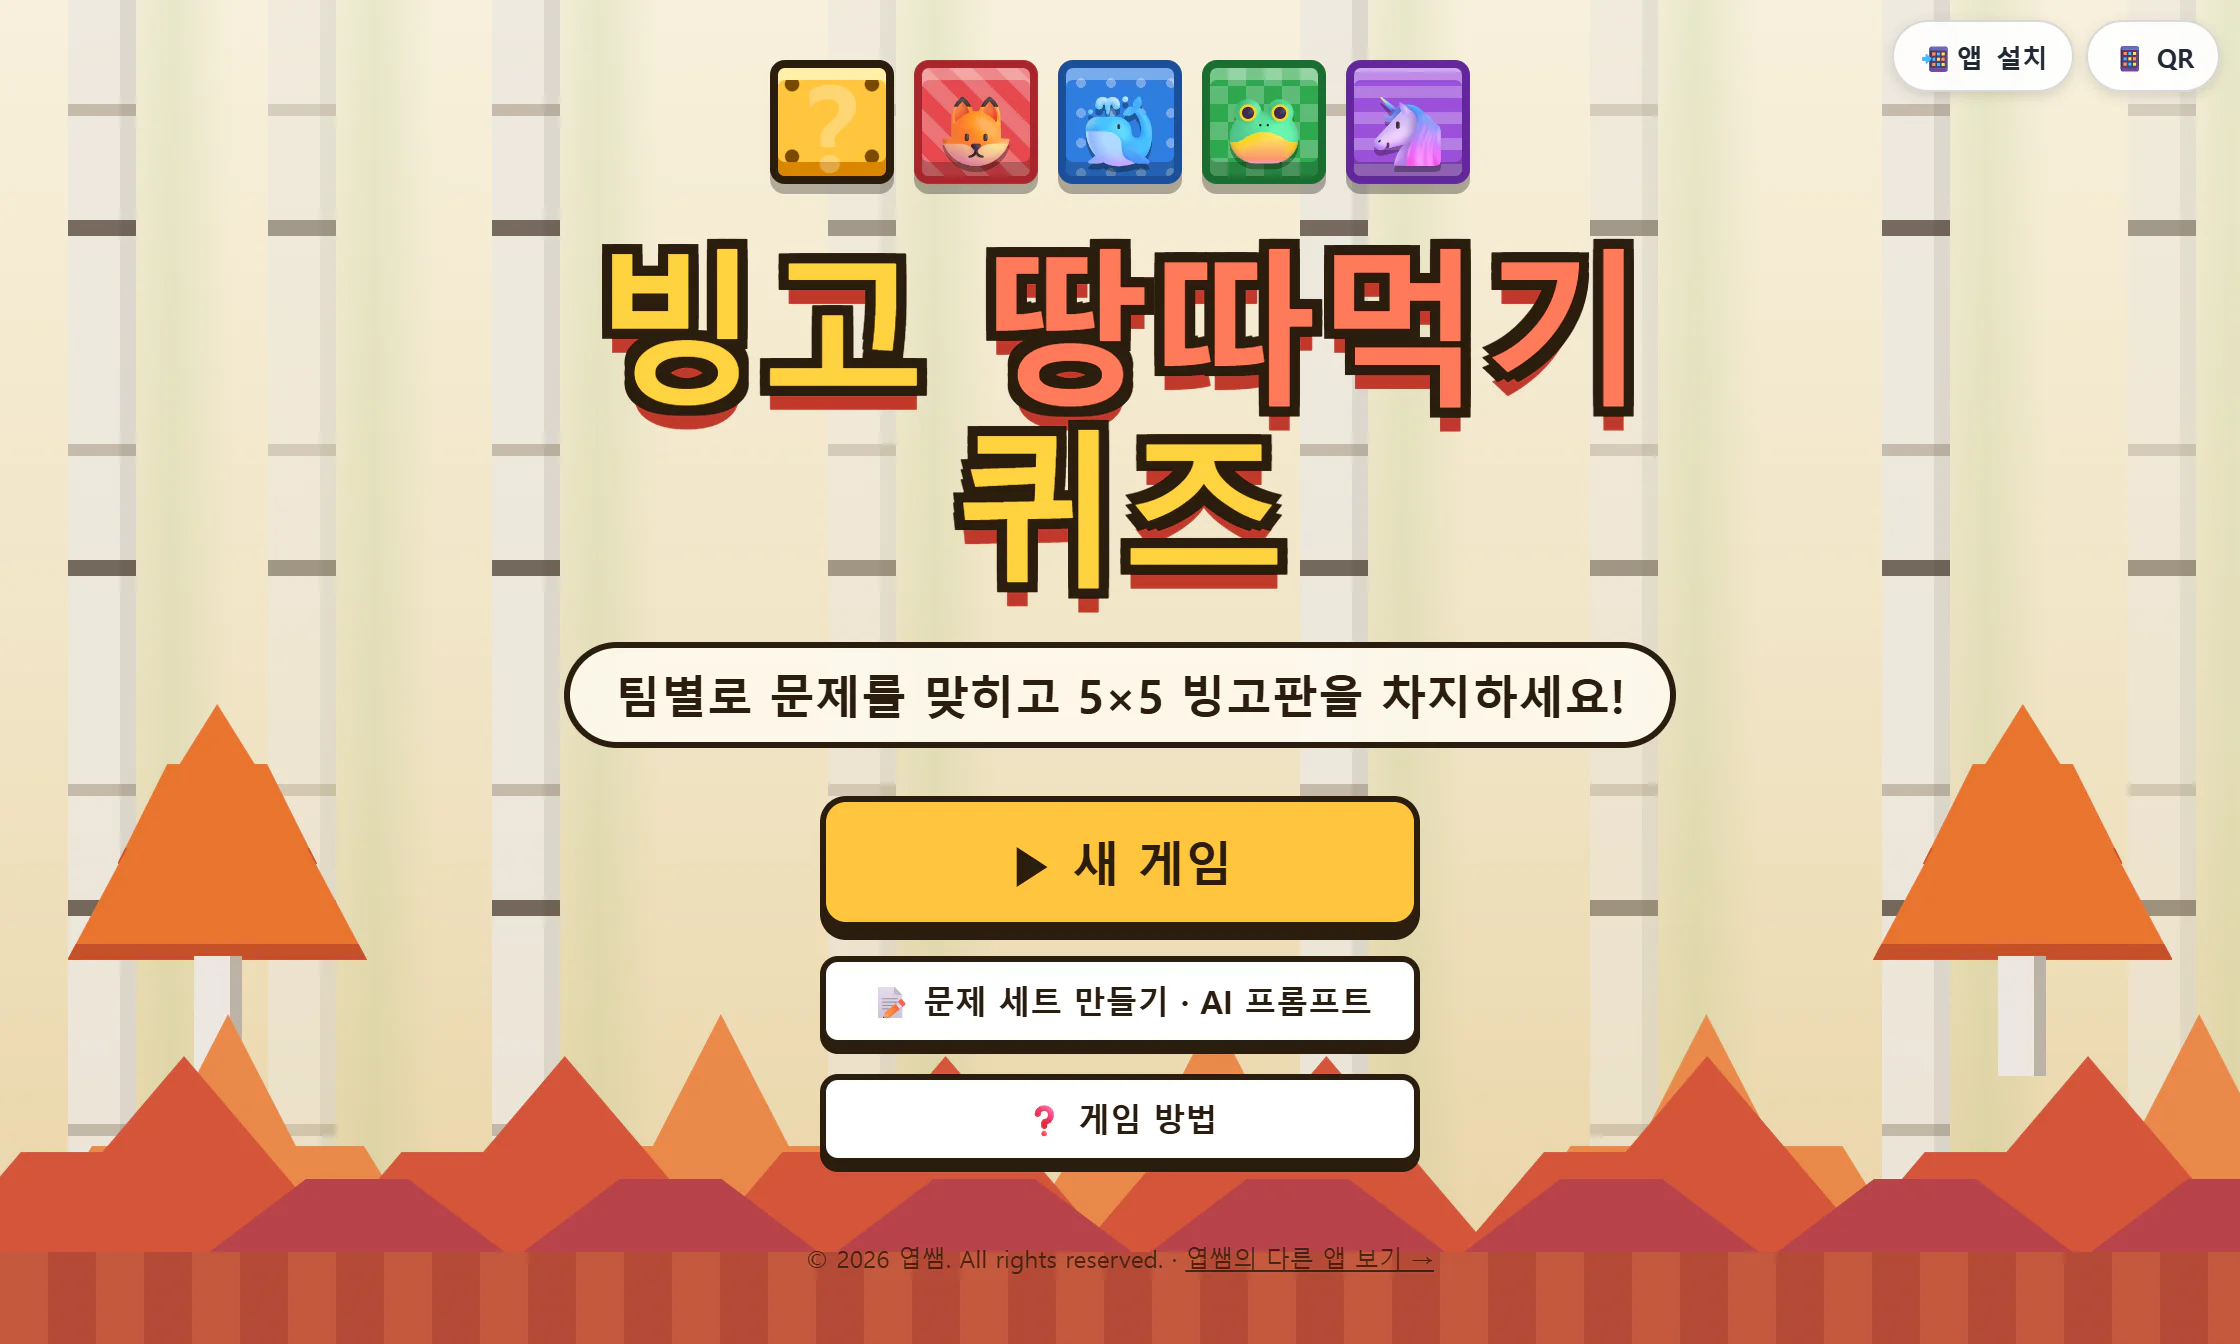 앱 설치
QR
?
빙고 땅따먹기
퀴즈
팀별로 문제를 맞히고 5×5 빙고판을 차지하세요!
▶ 새 게임
📝 문제 세트 만들기 · AI 프롬프트
❓ 게임 방법
© 2026 엽쌤. All rights reserved. · 엽쌤의 다른 앱 보기 →